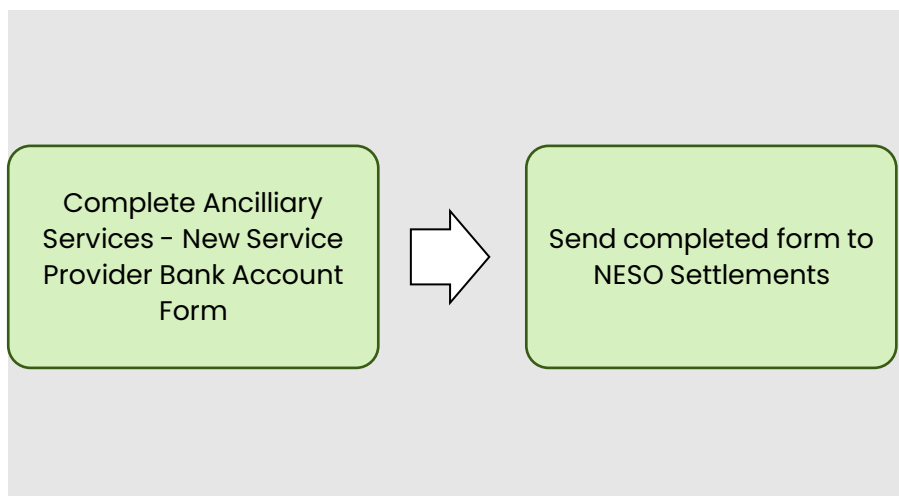 Complete Ancilliary
Services - New Service
Provider Bank Account
Form
Send completed form to
NESO Settlements